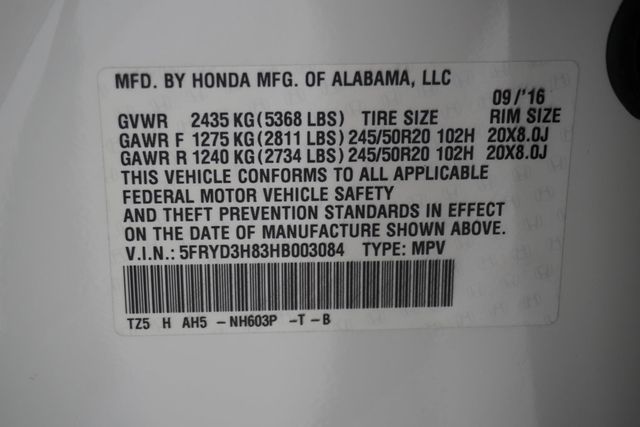 MFD. BY HONDA MFG. OF ALABAMA, LLC
09/'16
GVWR 2435 KG(5368 LBS) TIRE SIZE RIM SIZE
GAWR F 1275 KG(2811 LBS)245/50R20 102H 20X8.0J
GAWR R 1240 KG(2734 LBS)245/50R20 102H 20X8.0J
THIS VEHICLE CONFORMS TO ALL APPLICABLE
FEDERAL MOTOR VEHICLE SAFETY
AND THEFT PREVENTION STANDARDS IN EFFECT
ON THE DATE OF MANUFACTURE SHOWN ABOVE.
V.I.N.: 5FRYD3H83HB003084 TYPE: MPV
TZ5 H AH5 - NH603P -T-B